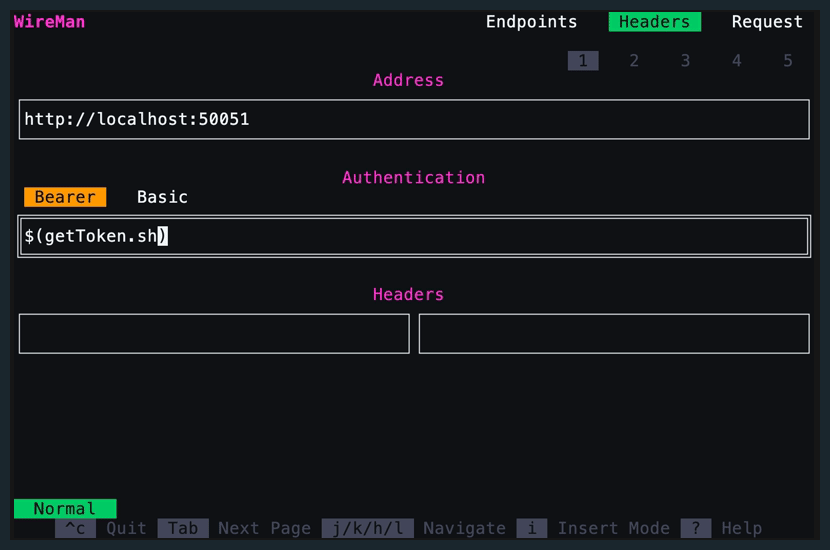 WireMan Endpoints Headers Request
1 2 3 4 5
Address
http://localhost:50051
Authentication
Bearer Basic
$(getToken.sh)
Headers
Normal
^c Quit Tab Next Page j/k/h/l Navigate i Insert Mode ? Help